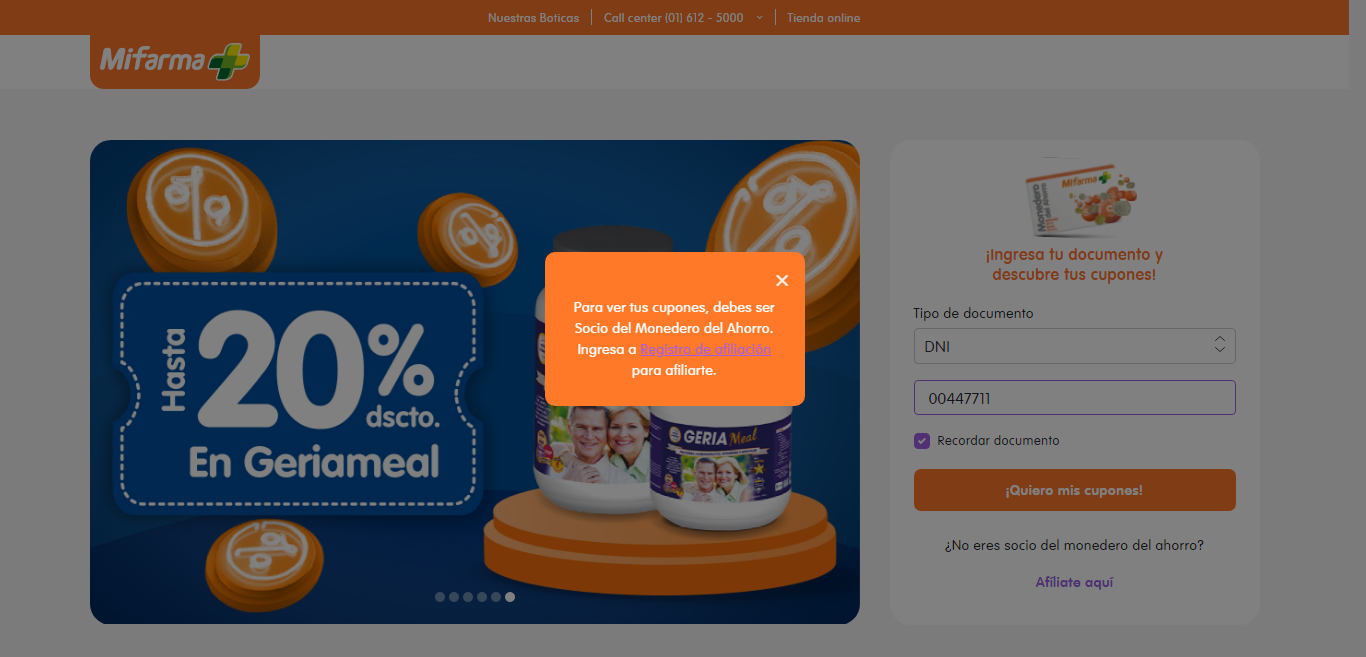 Nuestras Boticas
Call center (01) 612 - 5000
Tienda online
Mifarma
Hasta
20%
dscto.
En Geriameal
GERIA Meal
Para ver tus cupones, debes ser
Socio del Monedero del Ahorro.
Ingresa a Registro de afiliación
para afiliarte.
Monedero
del Ahorro
Mifarma
¡Ingresa tu documento y
descubre tus cupones!
Tipo de documento
DNI
00447711
Recordar documento
¡Quiero mis cupones!
¿No eres socio del monedero del ahorro?
Afíliate aquí